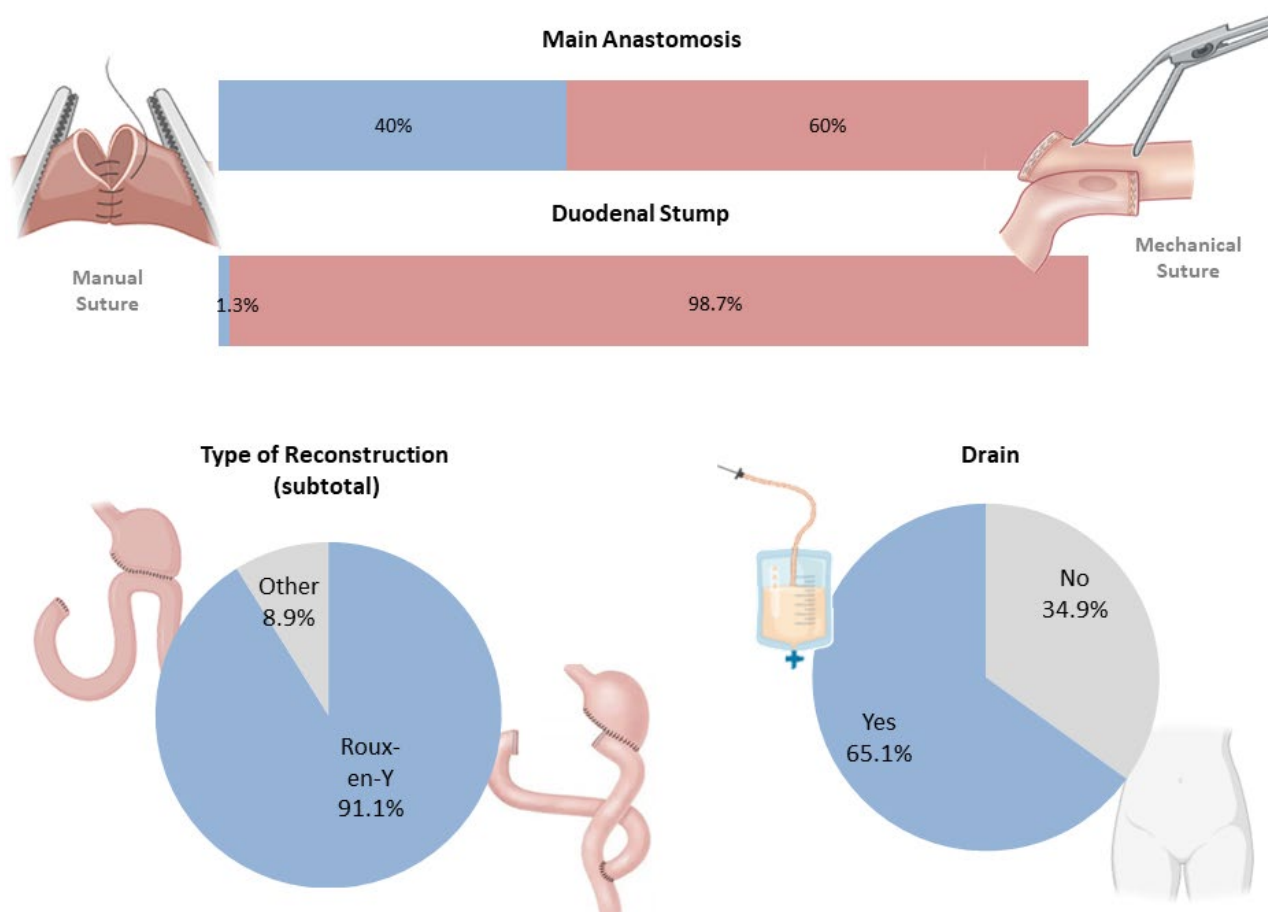 Main Anastomosis
40%
60%
Duodenal Stump
Manual
Suture
Mechanical
Suture
1.3%
98.7%
Type of Reconstruction
(subtotal)
Other
8.9%
Roux-
en-Y
91.1%
Drain
No
34.9%
Yes
65.1%